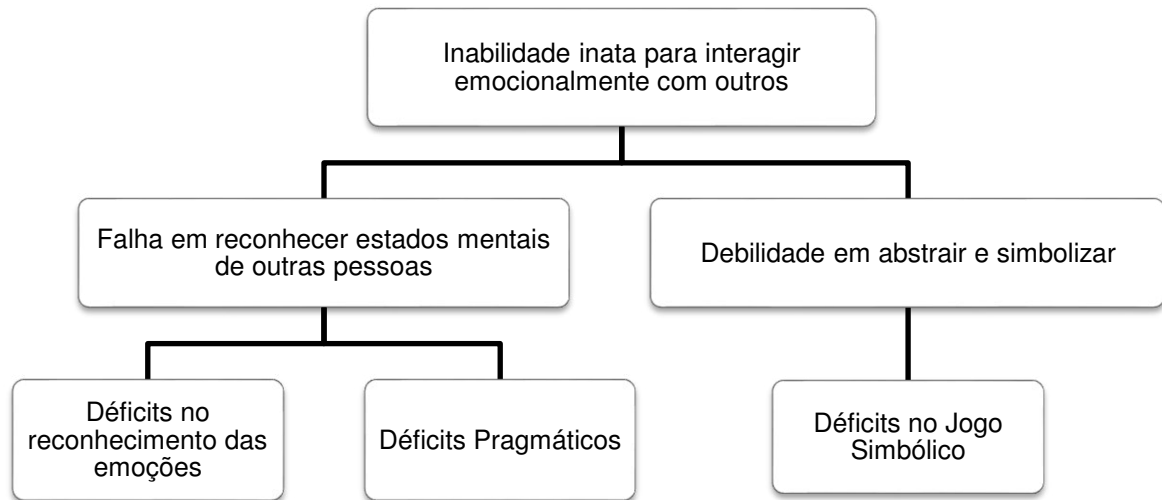 Inabilidade inata para interagir
emocionalmente com outros
Falha em reconhecer estados mentais
de outras pessoas
Debilidade em abstrair e simbolizar
Déficits no
reconhecimento das
emoções
Déficits Pragmáticos
Déficits no Jogo
Simbólico